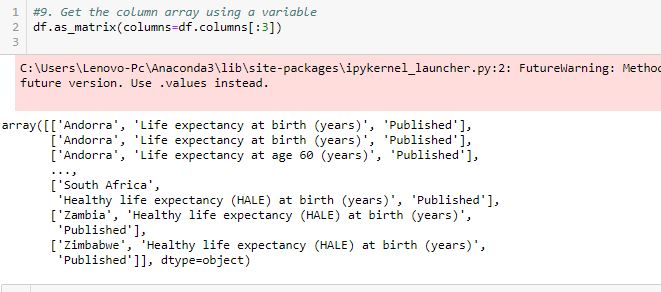 1 #9. Get the column array using a variable
2 df.as_matrix(columns=df.columns[:3])
3
C:\Users\Lenovo-Pc\Anaconda3\lib\site-packages\ipykernel_launcher.py:2: FutureWarning:
future version. Use .values instead.
array([['Andorra', 'Life expectancy at birth (years)', 'Published'],
['Andorra', 'Life expectancy at birth (years)', 'Published'],
['Andorra', 'Life expectancy at age 60 (years)', 'Published'],
...,
['South Africa',
'Healthy life expectancy (HALE) at birth (years)', 'Published'],
['Zambia', 'Healthy life expectancy (HALE) at birth (years)',
'Published'],
['Zimbabwe', 'Healthy life expectancy (HALE) at birth (years)',
'Published']], dtype=object)